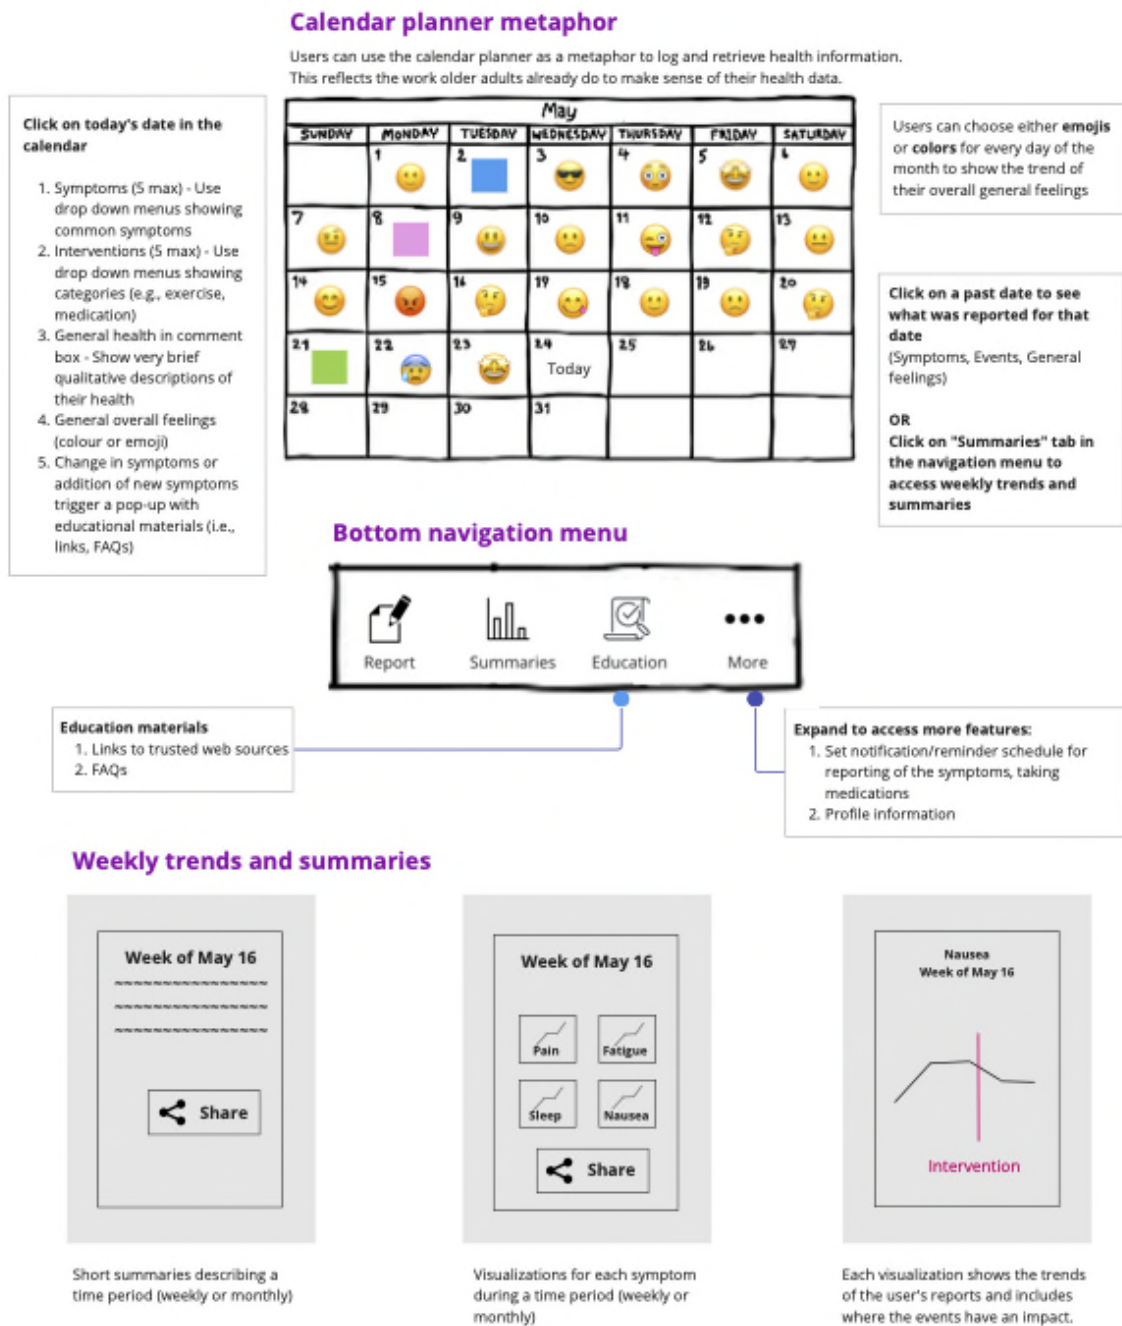 Calendar planner metaphor
Users can use the calendar planner as a metaphor to log and retrieve health information.
This reflects the work older adults already do to make sense of their health data.
Click on today's date in the
calendar
1. Symptoms (5 max) - Use
drop down menus showing
common symptoms
2. Interventions (5 max) - Use
drop down menus showing
categories (e.g., exercise,
medication)
3. General health in comment
box - Show very brief
qualitative descriptions of
their health
4. General overall feelings
(colour or emoji)
5. Change in symptoms or
addition of new symptoms
trigger a pop-up with
educational materials (i.e.,
links, FAQs)
May
SUNDAY MONDAY TUESDAY WEDNESDAY THURSDAY FRIDAY SATURDAY
1 2 3 4 5 6
7 8 9 10 11 12 13
14 15 16 17 18 19 20
21 22 23 24 25 26 27
Today
28 29 30 31
Users can choose either emojis
or colors for every day of the
month to show the trend of
their overall general feelings
Click on a past date to see
what was reported for that
date
(Symptoms, Events, General
feelings)
OR
Click on "Summaries" tab in
the navigation menu to
access weekly trends and
summaries
Bottom navigation menu
Report Summaries Education More
Education materials
1. Links to trusted web sources
2. FAQs
Expand to access more features:
1. Set notification/reminder schedule for
reporting of the symptoms, taking
medications
2. Profile information
Weekly trends and summaries
Week of May 16
Share
Short summaries describing a
time period (weekly or monthly)
Week of May 16
Pain Fatigue
Sleep Nausea
Share
Visualizations for each symptom
during a time period (weekly or
monthly)
Nausea
Week of May 16
Intervention
Each visualization shows the trends
of the user's reports and includes
where the events have an impact.